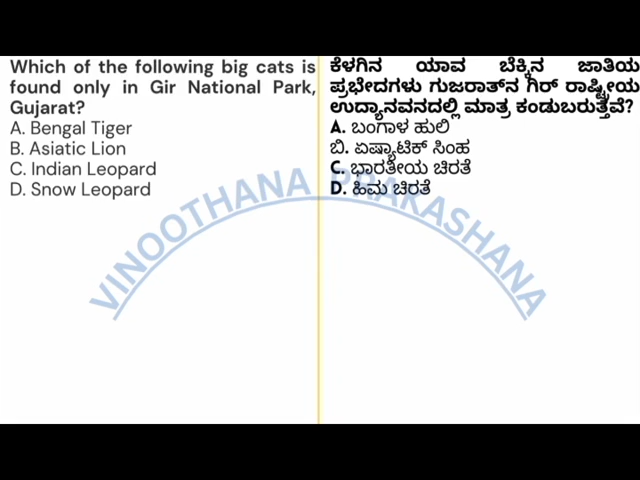 Which of the following big cats is
found only in Gir National Park,
Gujarat?
A. Bengal Tiger
B. Asiatic Lion
C. Indian Leopard
D. Snow Leopard
ಕೆಳಗಿನ ಯಾವ ಬೆಕ್ಕಿನ ಜಾತಿಯ
ಪ್ರಭೇದಗಳು ಗುಜರಾತ್‌ನ ಗಿರ್ ರಾಷ್ಟ್ರೀಯ
ಉದ್ಯಾನವನದಲ್ಲಿ ಮಾತ್ರ ಕಂಡುಬರುತ್ತವೆ?
A. ಬಂಗಾಳ ಹುಲಿ
ಬಿ. ಏಷ್ಯಾಟಿಕ್ ಸಿಂಹ
C. ಭಾರತೀಯ ಚಿರತೆ
D. ಹಿಮ ಚಿರತೆ
VINOOTHANA PRAKASHANA